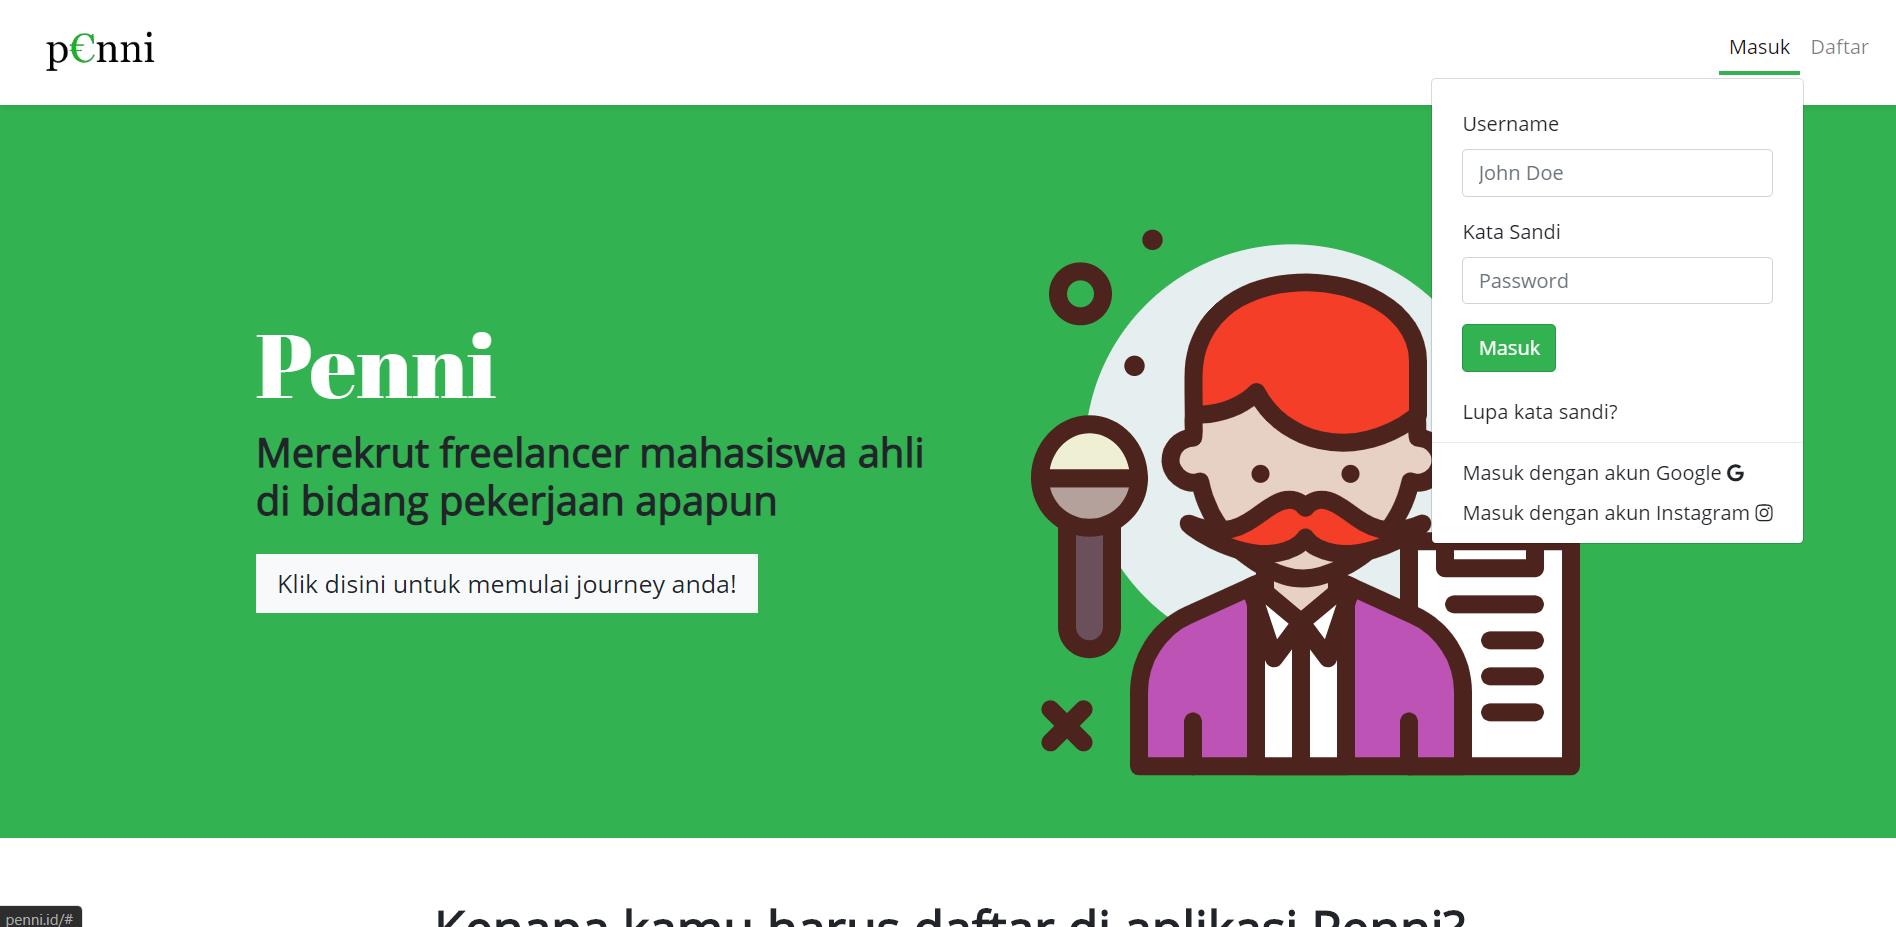 p€nni
Masuk Daftar
Username
John Doe
Kata Sandi
Password
Masuk
Lupa kata sandi?
Masuk dengan akun Google
Masuk dengan akun Instagram
Penni
Merekrut freelancer mahasiswa ahli
di bidang pekerjaan apapun
Klik disini untuk memulai journey anda!
Kenapa kamu harus daftar di aplikasi Penni?
penni.id/#